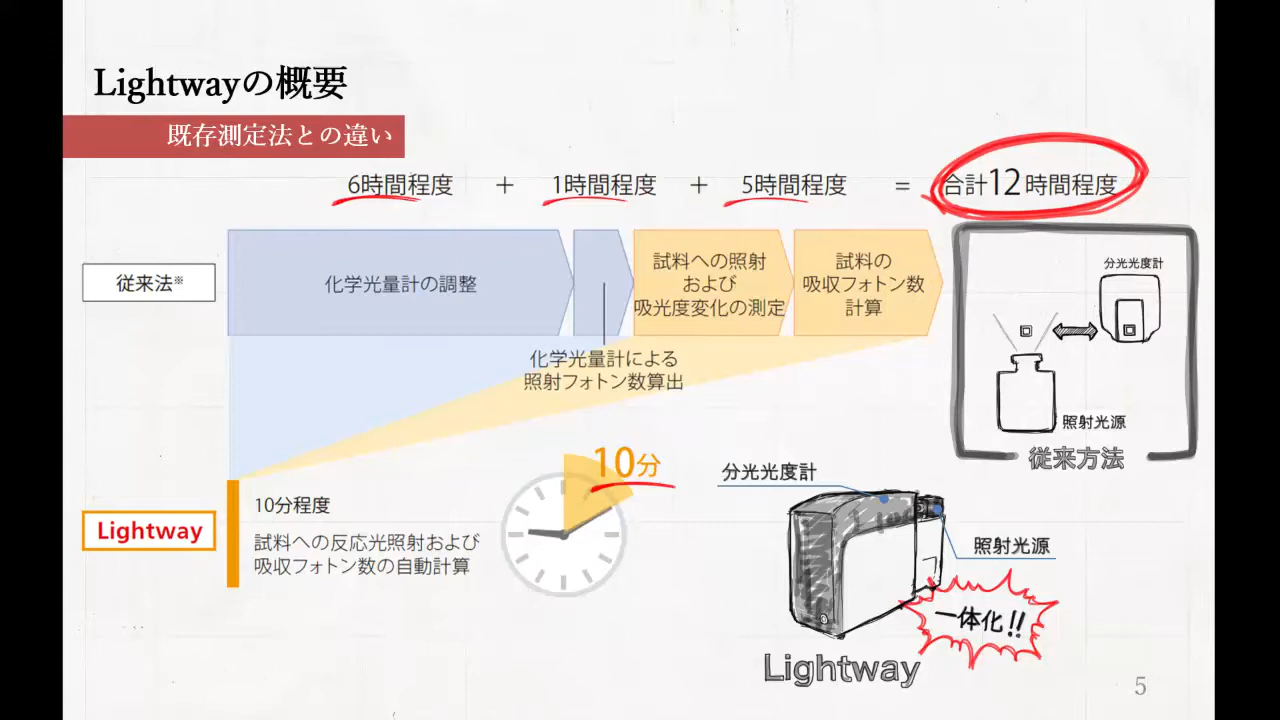 Lightwayの概要
既存測定法との違い
6時間程度 + 1時間程度 + 5時間程度 = 合計12時間程度
従来法※
化学光量計の調整
試料への照射
および
吸光度変化の測定
試料の
吸収フォトン数
計算
化学光量計による
照射フォトン数算出
分光光度計
照射光源
従来方法
Lightway
10分程度
試料への反応光照射および
吸収フォトン数の自動計算
10分
分光光度計
照射光源
一体化!!
Lightway
5